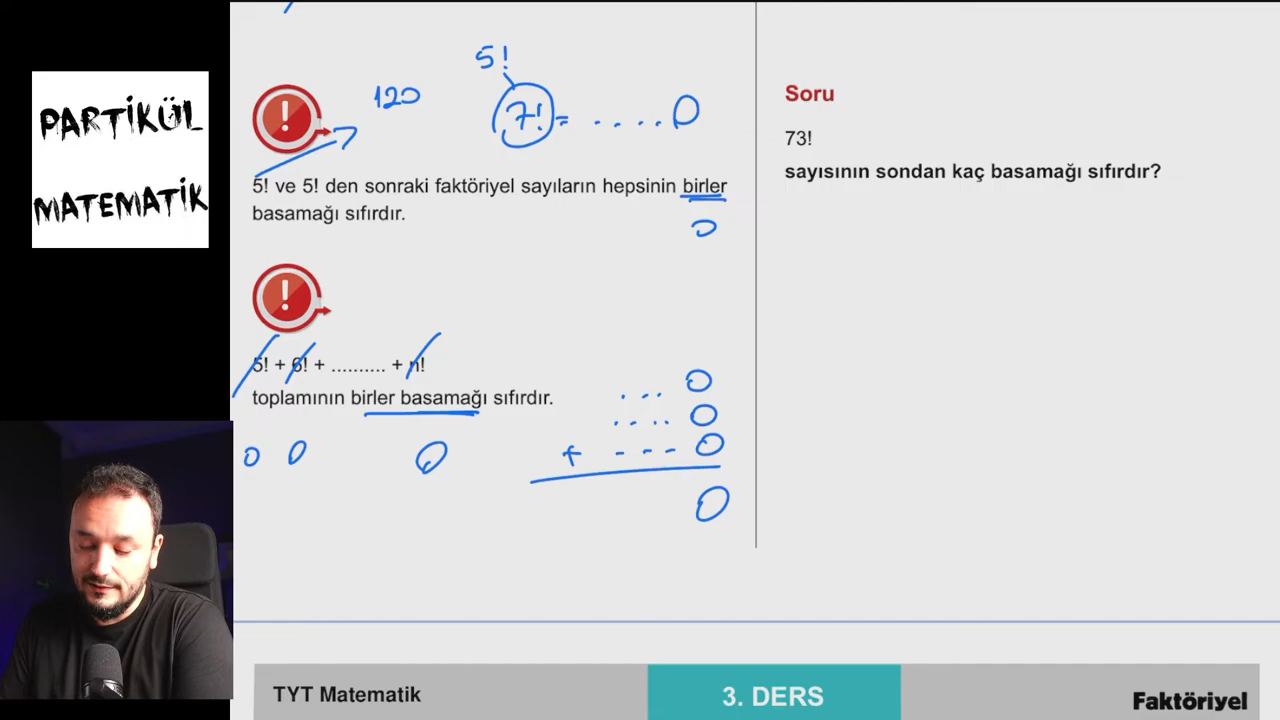 PARTİKÜL
MATEMATİK
5!
120
7! = ....0
5! ve 5! den sonraki faktöriyel sayıların hepsinin birler
basamağı sıfırdır.
0
5! + 6! + .......... + n!
toplamının birler basamağı sıfırdır.
0 0 0
... 0
.... 0
+ --- 0
0
Soru
73!
sayısının sondan kaç basamağı sıfırdır?
TYT Matematik
3. DERS
Faktöriyel